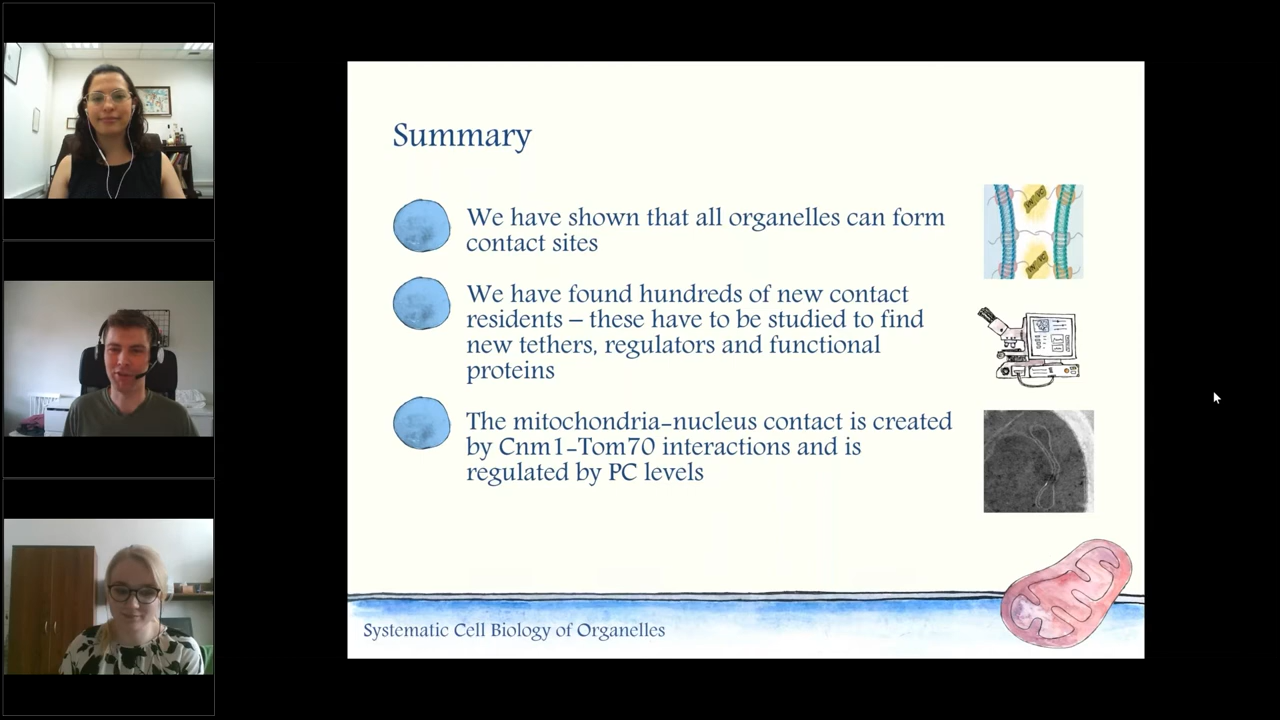 Summary
We have shown that all organelles can form
contact sites
We have found hundreds of new contact
residents – these have to be studied to find
new tethers, regulators and functional
proteins
The mitochondria-nucleus contact is created
by Cnm1-Tom70 interactions and is
regulated by PC levels
Systematic Cell Biology of Organelles